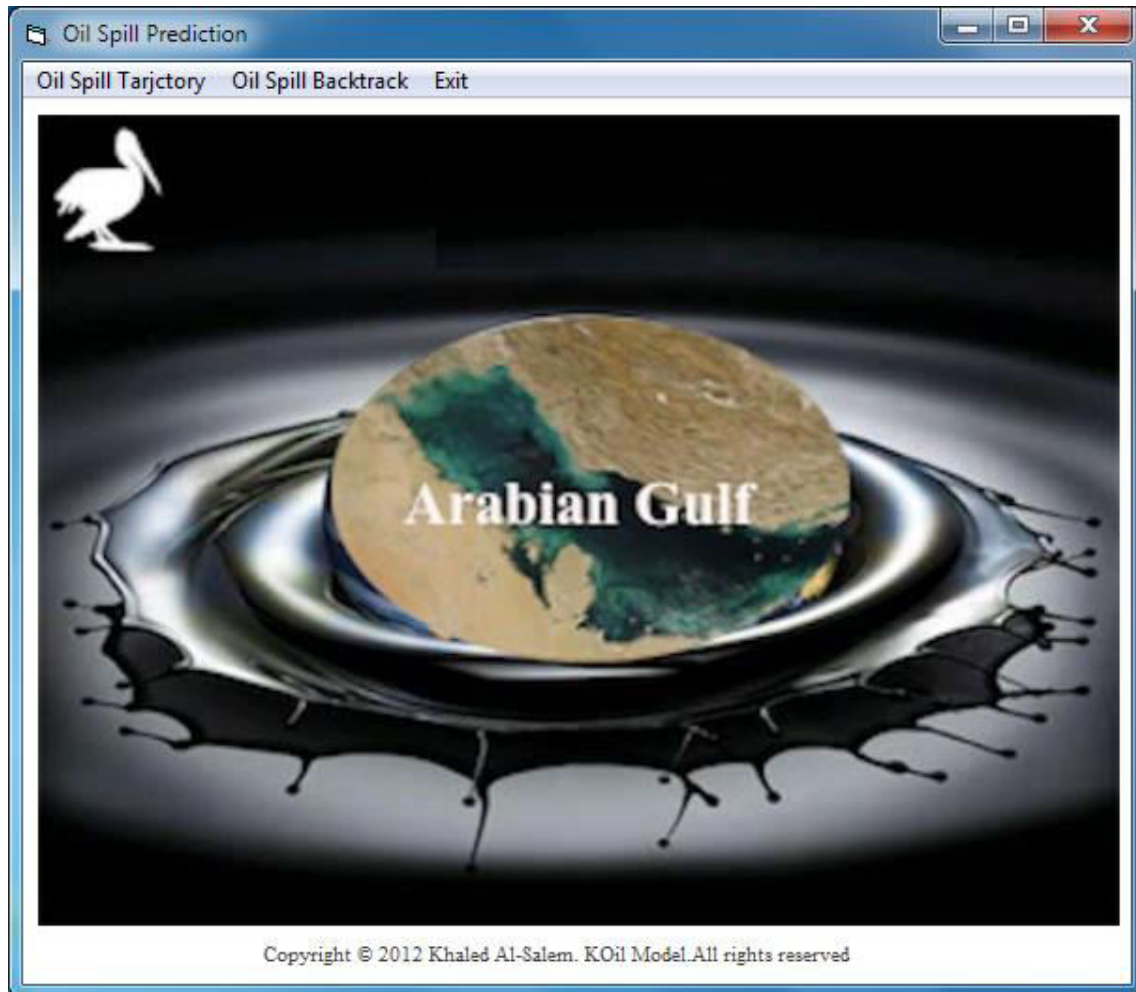 Oil Spill Prediction
Oil Spill Tarjctory Oil Spill Backtrack Exit
Arabian Gulf
Copyright © 2012 Khaled Al-Salem. KOil Model.All rights reserved